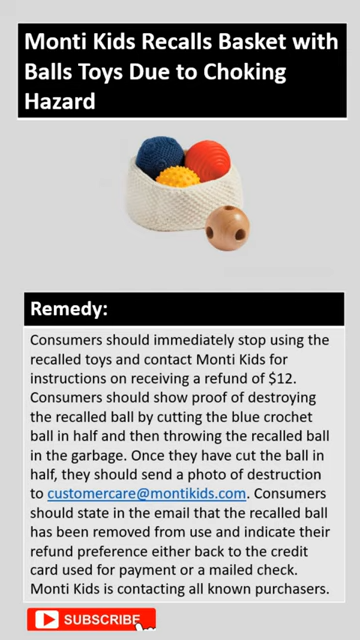 Monti Kids Recalls Basket with
Balls Toys Due to Choking
Hazard
Remedy:
Consumers should immediately stop using the
recalled toys and contact Monti Kids for
instructions on receiving a refund of $12.
Consumers should show proof of destroying
the recalled ball by cutting the blue crochet
ball in half and then throwing the recalled ball
in the garbage. Once they have cut the ball in
half, they should send a photo of destruction
to customercare@montikids.com. Consumers
should state in the email that the recalled ball
has been removed from use and indicate their
refund preference either back to the credit
card used for payment or a mailed check.
Monti Kids is contacting all known purchasers.
SUBSCRIBE